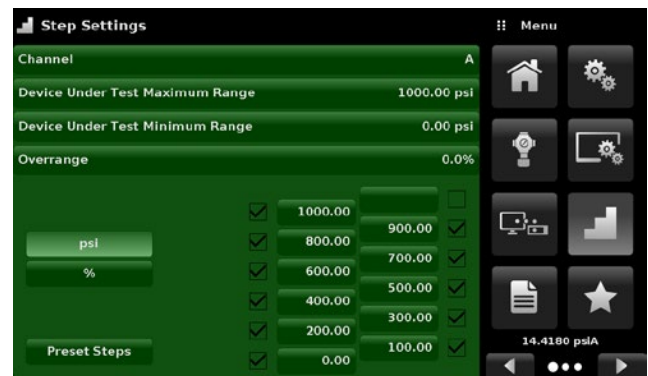 Step Settings
Menu
Channel A
Device Under Test Maximum Range 1000.00 psi
Device Under Test Minimum Range 0.00 psi
Overrange 0.0%
1000.00
900.00
psi
800.00
700.00
%
600.00
500.00
400.00
300.00
200.00
100.00
Preset Steps
0.00
14.4180 psiA